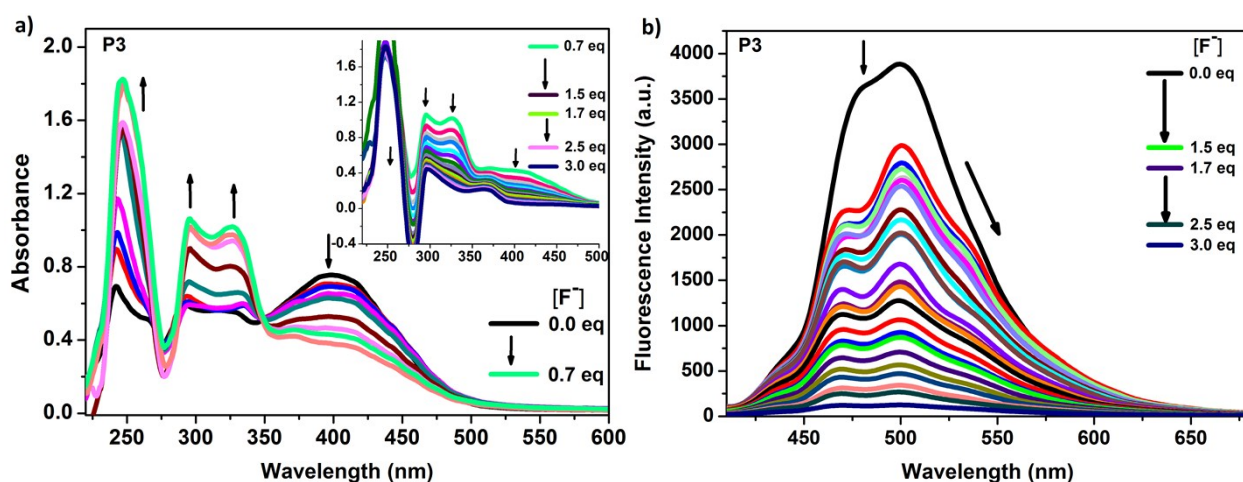 a)
P3
Absorbance
2.0
1.6
1.2
0.8
0.4
0.0
250 300 350 400 450 500 550 600
Wavelength (nm)
[F⁻]
0.0 eq
0.7 eq
1.6
1.2
0.8
0.4
0.0
-0.4
250 300 350 400 450 500
0.7 eq
1.5 eq
1.7 eq
2.5 eq
3.0 eq
b)
P3
Fluorescence Intensity (a.u.)
4000
3500
3000
2500
2000
1500
1000
500
0
450 500 550 600 650
Wavelength (nm)
[F⁻]
0.0 eq
1.5 eq
1.7 eq
2.5 eq
3.0 eq